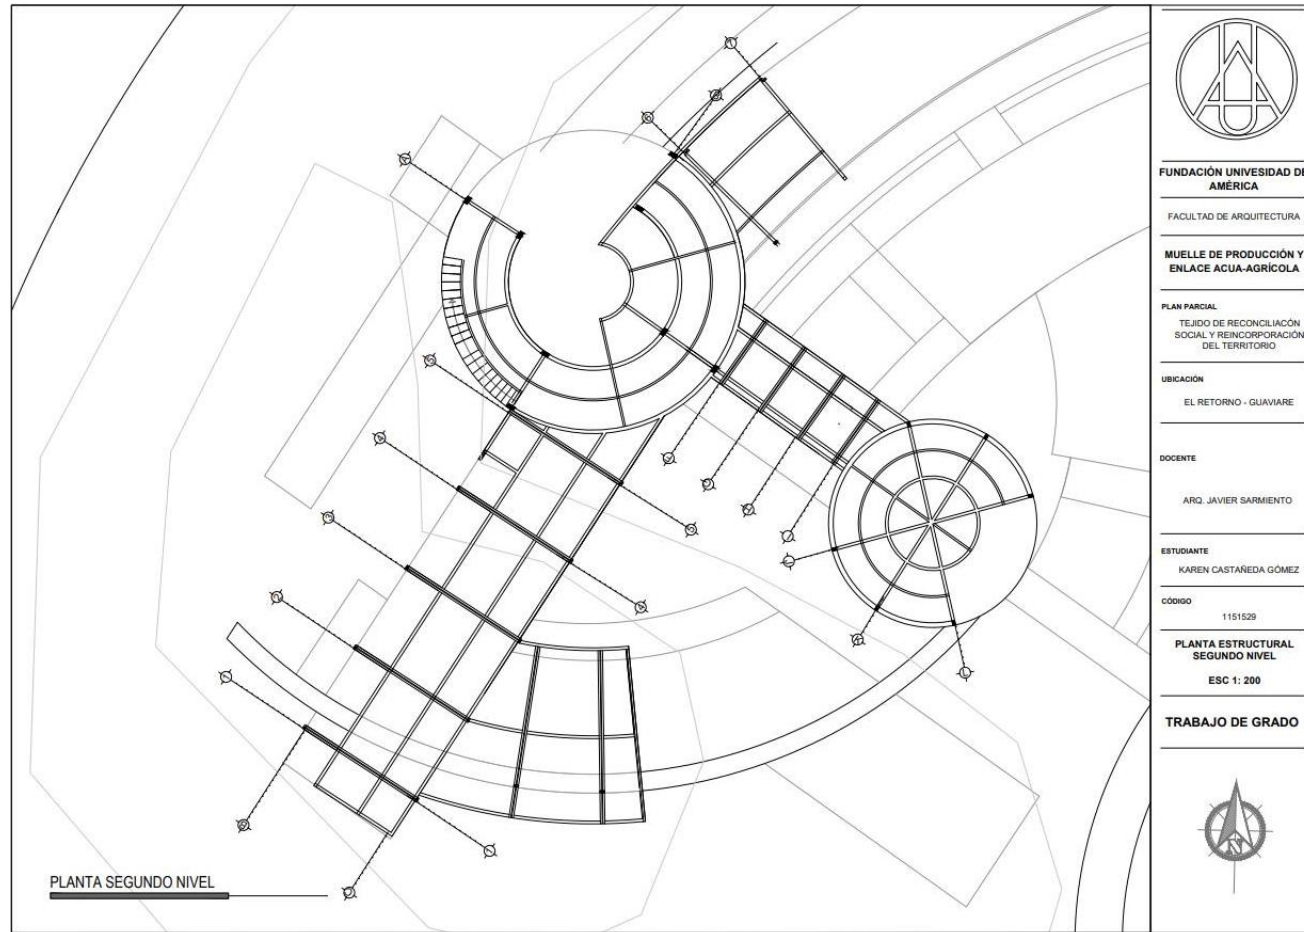 FUNDACIÓN UNIVESIDAD DE
AMÉRICA
FACULTAD DE ARQUITECTURA
MUELLE DE PRODUCCIÓN Y
ENLACE ACUA-AGRÍCOLA
PLAN PARCIAL
TEJIDO DE RECONCILIACÓN
SOCIAL Y REINCORPORACIÓN
DEL TERRITORIO
UBICACIÓN
EL RETORNO - GUAVIARE
DOCENTE
ARQ. JAVIER SARMIENTO
ESTUDIANTE
KAREN CASTAÑEDA GÓMEZ
CÓDIGO
1151529
PLANTA ESTRUCTURAL
SEGUNDO NIVEL
ESC 1: 200
TRABAJO DE GRADO
N
PLANTA SEGUNDO NIVEL